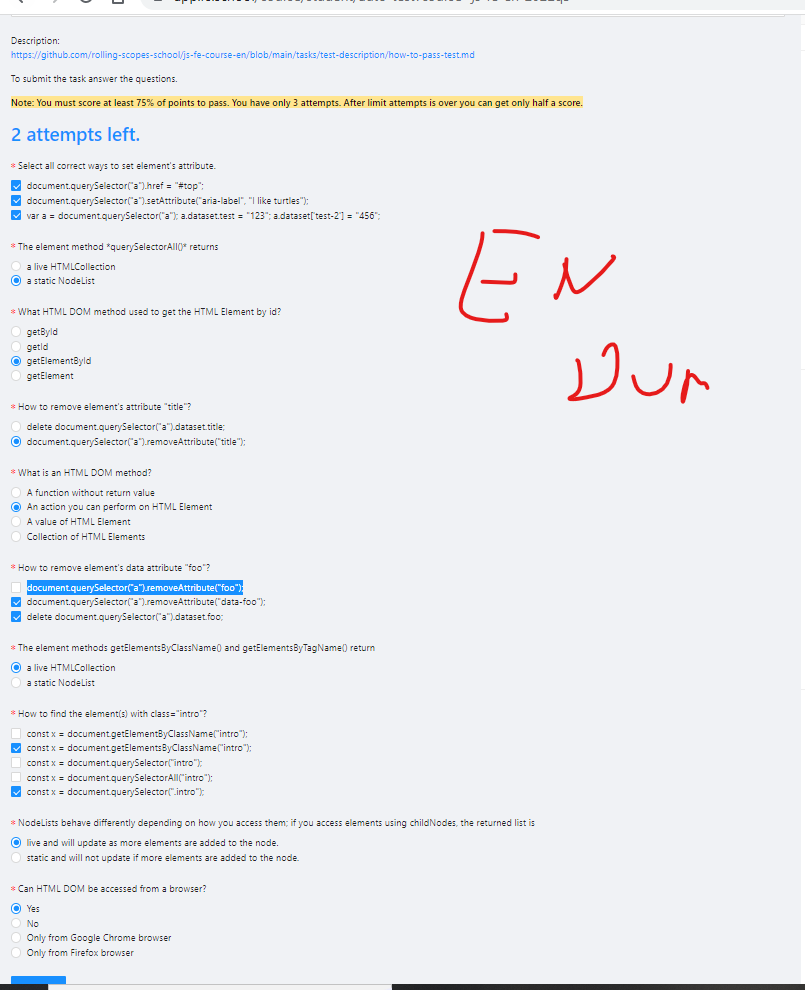 Description:
https://github.com/rolling-scopes-school/js-fe-course-en/blob/main/tasks/test-description/how-to-pass-test.md
To submit the task answer the questions.
Note: You must score at least 75% of points to pass. You have only 3 attempts. After limit attempts is over you can get only half a score.
2 attempts left.
* Select all correct ways to set element's attribute.
document.querySelector("a").href = "#top";
document.querySelector("a").setAttribute("aria-label", "I like turtles");
var a = document.querySelector("a"); a.dataset.test = "123"; a.dataset['test-2'] = "456";
* The element method *querySelectorAll()* returns
a live HTMLCollection
a static NodeList
EN
* What HTML DOM method used to get the HTML Element by id?
getById
getId
getElementById
getElement
* How to remove element's attribute "title"?
delete document.querySelector("a").dataset.title;
document.querySelector("a").removeAttribute("title");
* What is an HTML DOM method?
A function without return value
An action you can perform on HTML Element
A value of HTML Element
Collection of HTML Elements
* How to remove element's data attribute "foo"?
document.querySelector("a").removeAttribute("foo");
document.querySelector("a").removeAttribute("data-foo");
delete document.querySelector("a").dataset.foo;
* The element methods getElementsByClassName() and getElementsByTagName() return
a live HTMLCollection
a static NodeList
* How to find the element(s) with class="intro"?
const x = document.getElementByClassName("intro");
const x = document.getElementsByClassName("intro");
const x = document.querySelector("intro");
const x = document.querySelectorAll("intro");
const x = document.querySelector(".intro");
* NodeLists behave differently depending on how you access them; if you access elements using childNodes, the returned list is
live and will update as more elements are added to the node.
static and will not update if more elements are added to the node.
* Can HTML DOM be accessed from a browser?
Yes
No
Only from Google Chrome browser
Only from Firefox browser